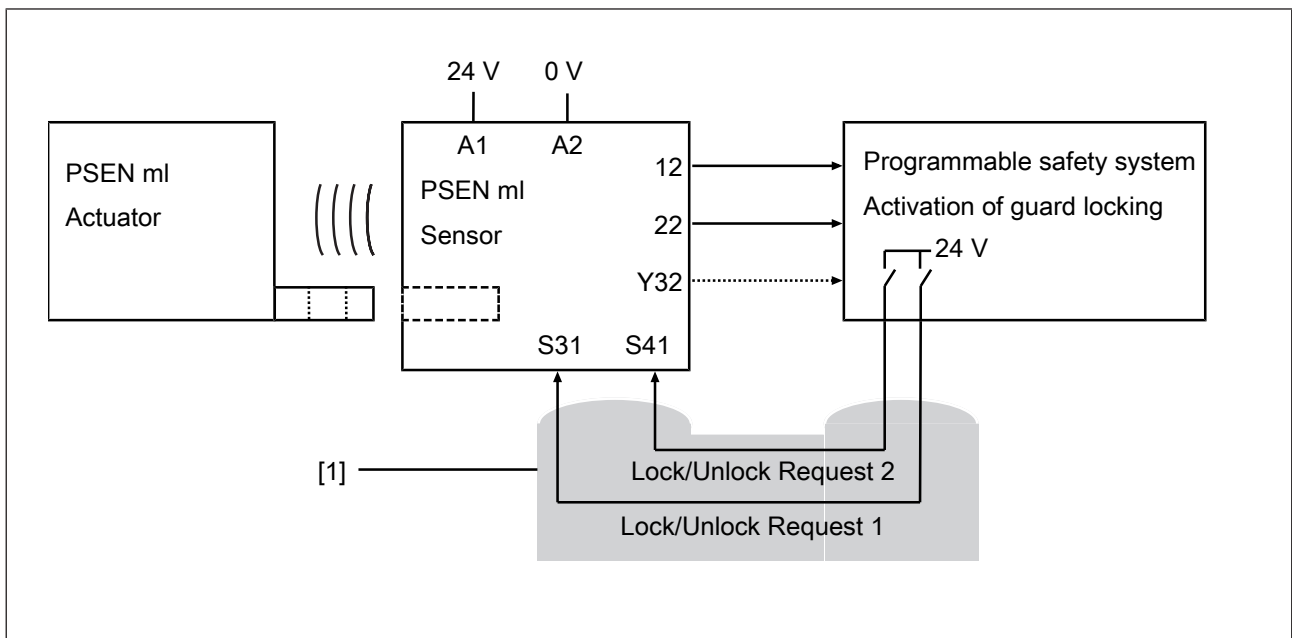 24 V
0 V
A1
A2
PSEN ml
Actuator
PSEN ml
Sensor
12
22
Y32
Programmable safety system
Activation of guard locking
24 V
S31
S41
[1]
Lock/Unlock Request 2
Lock/Unlock Request 1